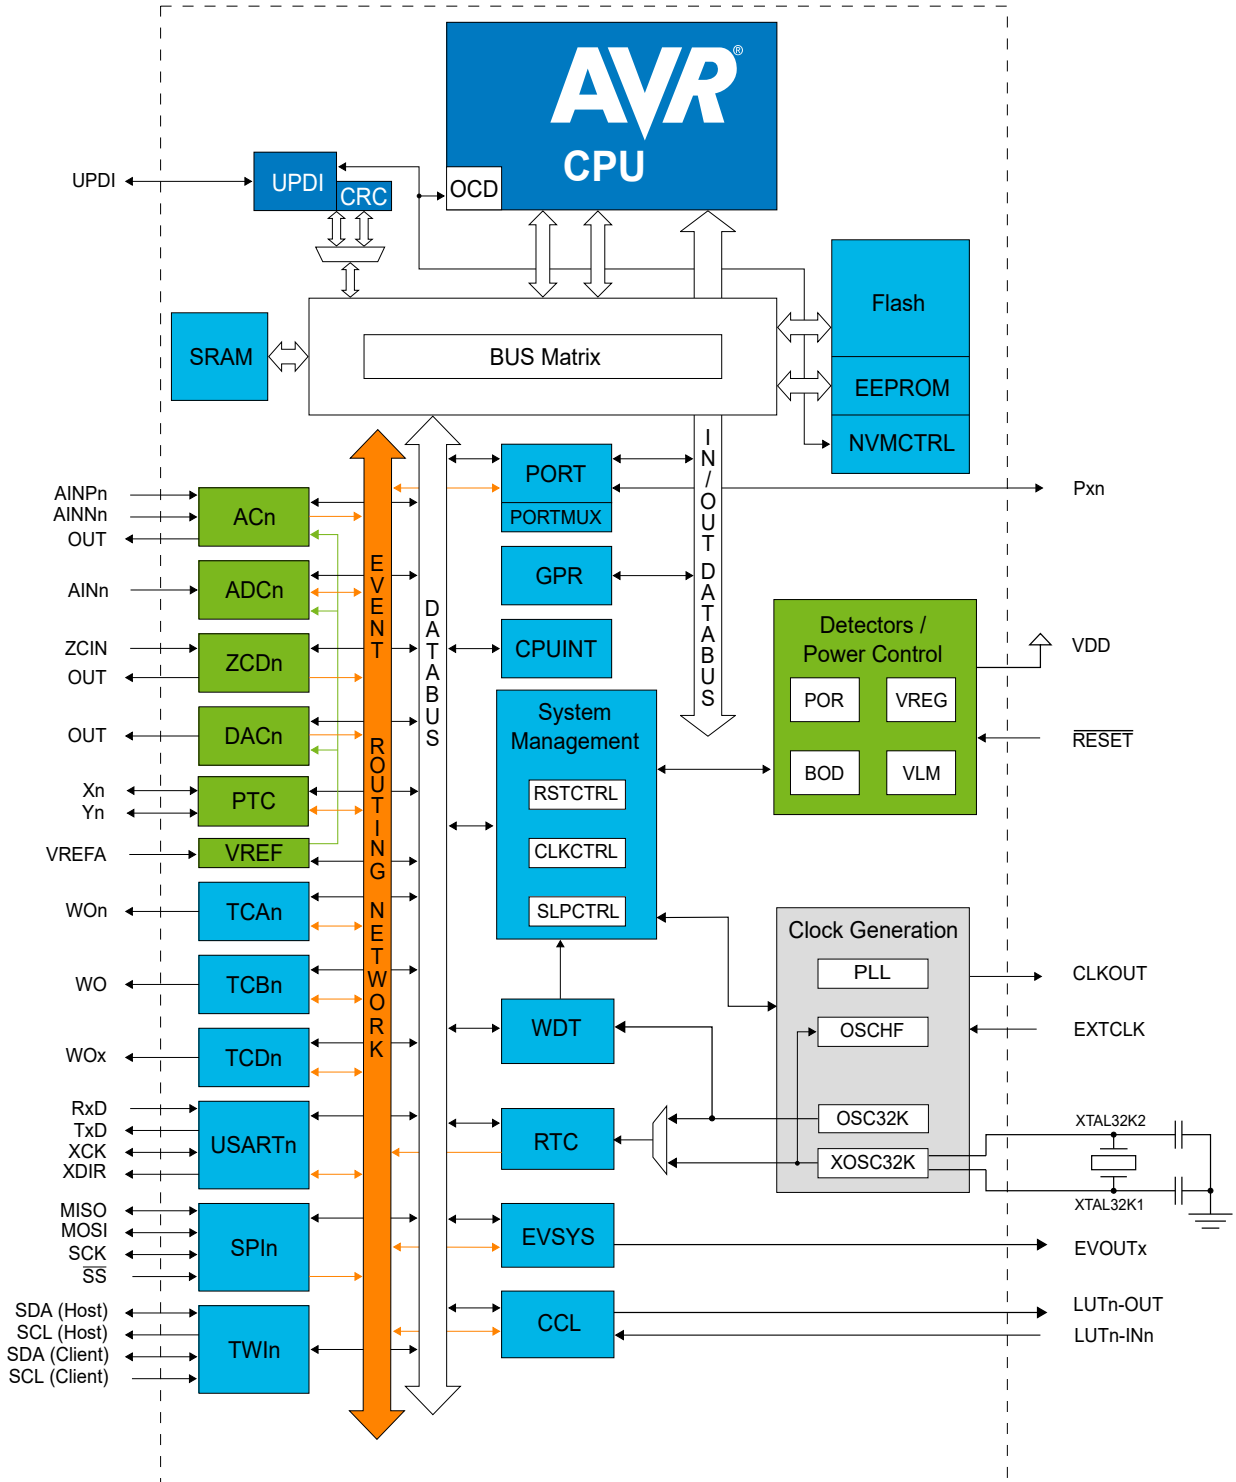 AVR®
CPU
OCD
UPDI
UPDI
CRC
Flash
EEPROM
NVMCTRL
SRAM
BUS Matrix
EVENT ROUTING NETWORK
DATABUS
IN/OUT DATABUS
AINPn
AINNn
OUT
ACn
AINn
ADCn
ZCIN
OUT
ZCDn
OUT
DACn
Xn
Yn
PTC
VREFA
VREF
WOn
TCAn
WO
TCBn
WOx
TCDn
RxD
TxD
XCK
XDIR
USARTn
MISO
MOSI
SCK
SS
SPIn
SDA (Host)
SCL (Host)
SDA (Client)
SCL (Client)
TWIn
PORT
PORTMUX
GPR
CPUINT
System
Management
RSTCTRL
CLKCTRL
SLPCTRL
WDT
RTC
EVSYS
CCL
Pxn
Detectors /
Power Control
POR
VREG
BOD
VLM
VDD
RESET
Clock Generation
PLL
OSCHF
OSC32K
XOSC32K
CLKOUT
EXTCLK
XTAL32K2
XTAL32K1
EVOUTx
LUTn-OUT
LUTn-INn